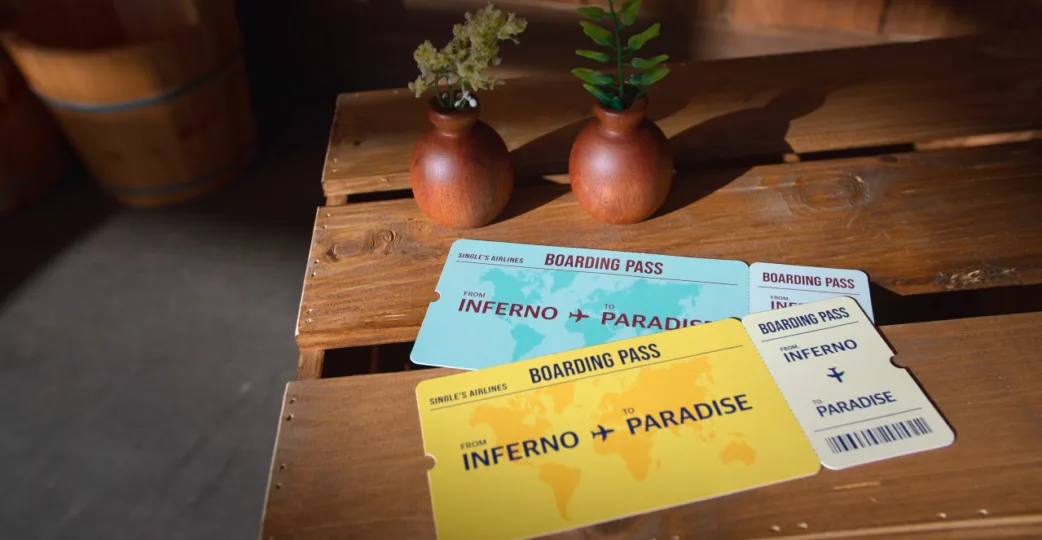 SINGLE'S AIRLINES
BOARDING PASS
FROM
TO
INFERNO
PARADISE
BOARDING PASS
FROM
SINGLE'S AIRLINES
BOARDING PASS
FROM
TO
INFERNO
PARADISE
BOARDING PASS
FROM
INFERNO
TO
PARADISE